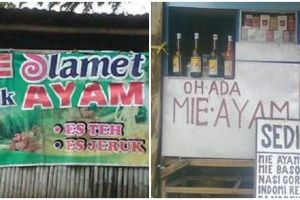 Slamet
AYAM
• ES TEH
• ES JERUK
OH ADA
MIE·AYAM
SEDI
MIE AYAM
MIE BASO
NASI GOR
INDOMI RE